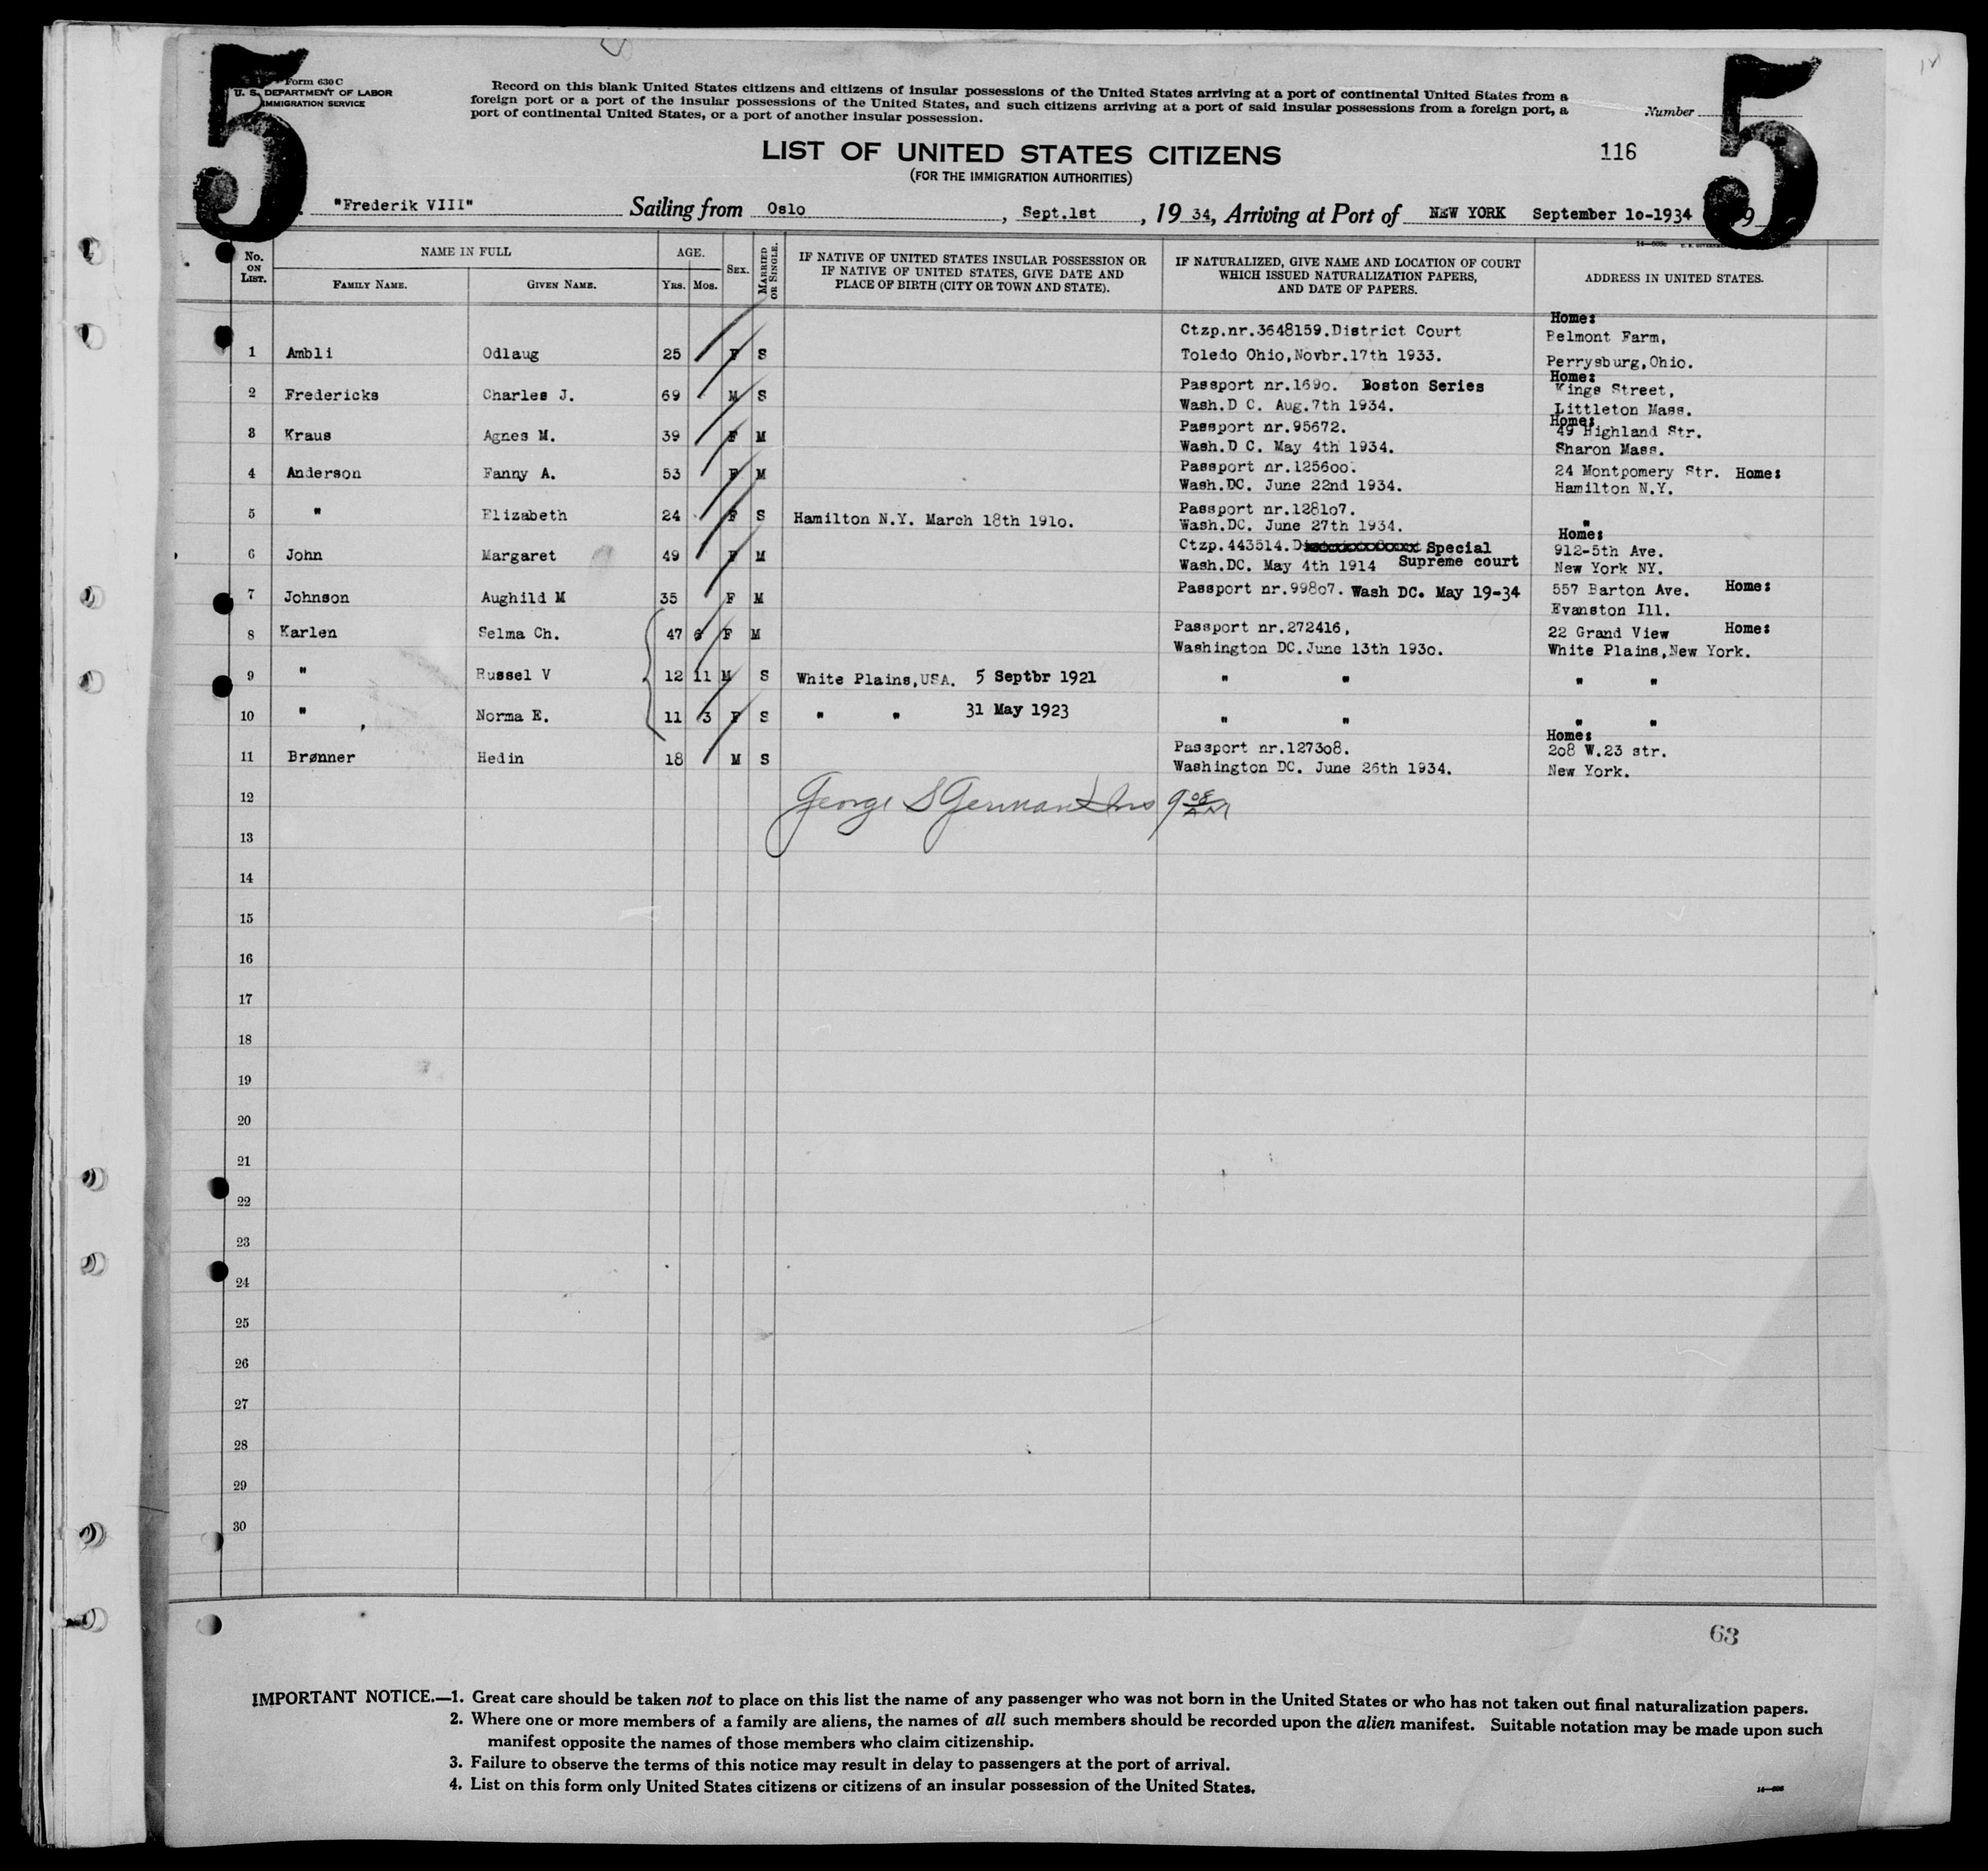 5
5
Form 630 C
U. S. DEPARTMENT OF LABOR
IMMIGRATION SERVICE
Record on this blank United States citizens and citizens of insular possessions of the United States arriving at a port of continental United States from a
foreign port or a port of the insular possessions of the United States, and such citizens arriving at a port of said insular possessions from a foreign port, a
port of continental United States, or a port of another insular possession.
Number
LIST OF UNITED STATES CITIZENS
116
(FOR THE IMMIGRATION AUTHORITIES)
"Frederik VIII" Sailing from Oslo, Sept.1st, 19 34, Arriving at Port of NEW YORK September 1o-1934
No. ON LIST. NAME IN FULL AGE. SEX. MARRIED OR SINGLE. IF NATIVE OF UNITED STATES INSULAR POSSESSION OR IF NATIVE OF UNITED STATES, GIVE DATE AND PLACE OF BIRTH (CITY OR TOWN AND STATE). IF NATURALIZED, GIVE NAME AND LOCATION OF COURT WHICH ISSUED NATURALIZATION PAPERS, AND DATE OF PAPERS. ADDRESS IN UNITED STATES.
FAMILY NAME. GIVEN NAME. YRS. MOS.
Home:
Ctzp.nr.3648159.District Court Belmont Farm,
1 Ambli Odlaug 25 F S Toledo Ohio,Novbr.17th 1933. Perrysburg,Ohio.
Home:
2 Fredericks Charles J. 69 M S Passport nr.169o. Boston Series Kings Street,
Wash.D C. Aug.7th 1934. Littleton Mass.
Home:
3 Kraus Agnes M. 39 F M Passport nr.95672. 49 Highland Str.
Wash.D C. May 4th 1934. Sharon Mass.
4 Anderson Fanny A. 53 F M Passport nr.1256oo. 24 Montpomery Str. Home:
Wash.DC. June 22nd 1934. Hamilton N.Y.
5 " Elizabeth 24 F S Hamilton N.Y. March 18th 191o. Passport nr.1281o7.
Wash.DC. June 27th 1934. "
Home:
6 John Margaret 49 F M Ctzp.443514. Special 912-5th Ave.
Wash.DC. May 4th 1914 Supreme court New York NY.
7 Johnson Aughild M 35 F M Passport nr.998o7. Wash DC. May 19-34 557 Barton Ave. Home:
Evanston Ill.
8 Karlen Selma Ch. 47 6 F M Passport nr.272416, 22 Grand View Home:
Washington DC.June 13th 193o. White Plains,New York.
9 " Russel V 12 11 M S White Plains,USA. 5 Septbr 1921 " " " "
10 " Norma E. 11 3 F S " " 31 May 1923 " " " "
Home:
11 Brønner Hedin 18 M S Passport nr.1273o8. 2o8 W.23 str.
Washington DC. June 26th 1934. New York.
12 George S German Ins 9 08 AM
13
14
15
16
17
18
19
20
21
22
23
24
25
26
27
28
29
30
63
IMPORTANT NOTICE.—1. Great care should be taken not to place on this list the name of any passenger who was not born in the United States or who has not taken out final naturalization papers.
2. Where one or more members of a family are aliens, the names of all such members should be recorded upon the alien manifest. Suitable notation may be made upon such
manifest opposite the names of those members who claim citizenship.
3. Failure to observe the terms of this notice may result in delay to passengers at the port of arrival.
4. List on this form only United States citizens or citizens of an insular possession of the United States.